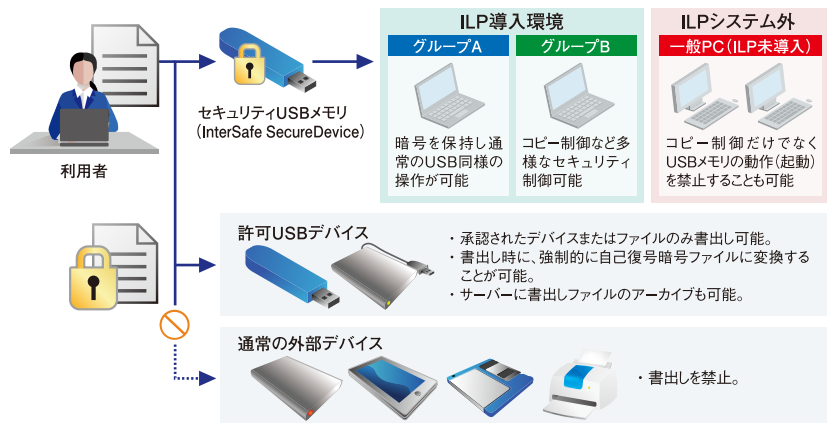 利用者
セキュリティUSBメモリ
(InterSafe SecureDevice)
ILP導入環境
グループA
暗号を保持し通
常のUSB同様の
操作が可能
グループB
コピー制御など多
様なセキュリティ
制御可能
ILPシステム外
一般PC(ILP未導入)
コピー制御だけでなく
USBメモリの動作(起動)
を禁止することも可能
許可USBデバイス
・承認されたデバイスまたはファイルのみ書出し可能。
・書出し時に、強制的に自己復号暗号ファイルに変換する
ことが可能。
・サーバーに書出しファイルのアーカイブも可能。
通常の外部デバイス
・書出しを禁止。